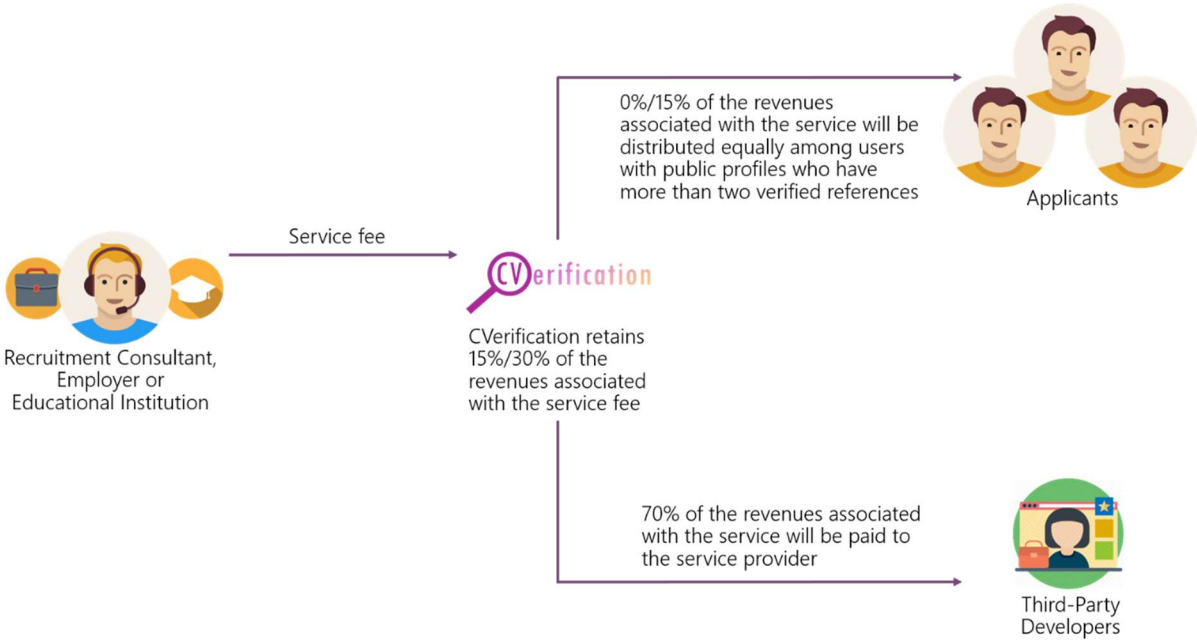 0%/15% of the revenues
associated with the service will be
distributed equally among users
with public profiles who have
more than two verified references
Applicants
Service fee
CVerification
Recruitment Consultant,
Employer or
Educational Institution
CVerification retains
15%/30% of the
revenues associated
with the service fee
70% of the revenues associated
with the service will be paid to
the service provider
Third-Party
Developers